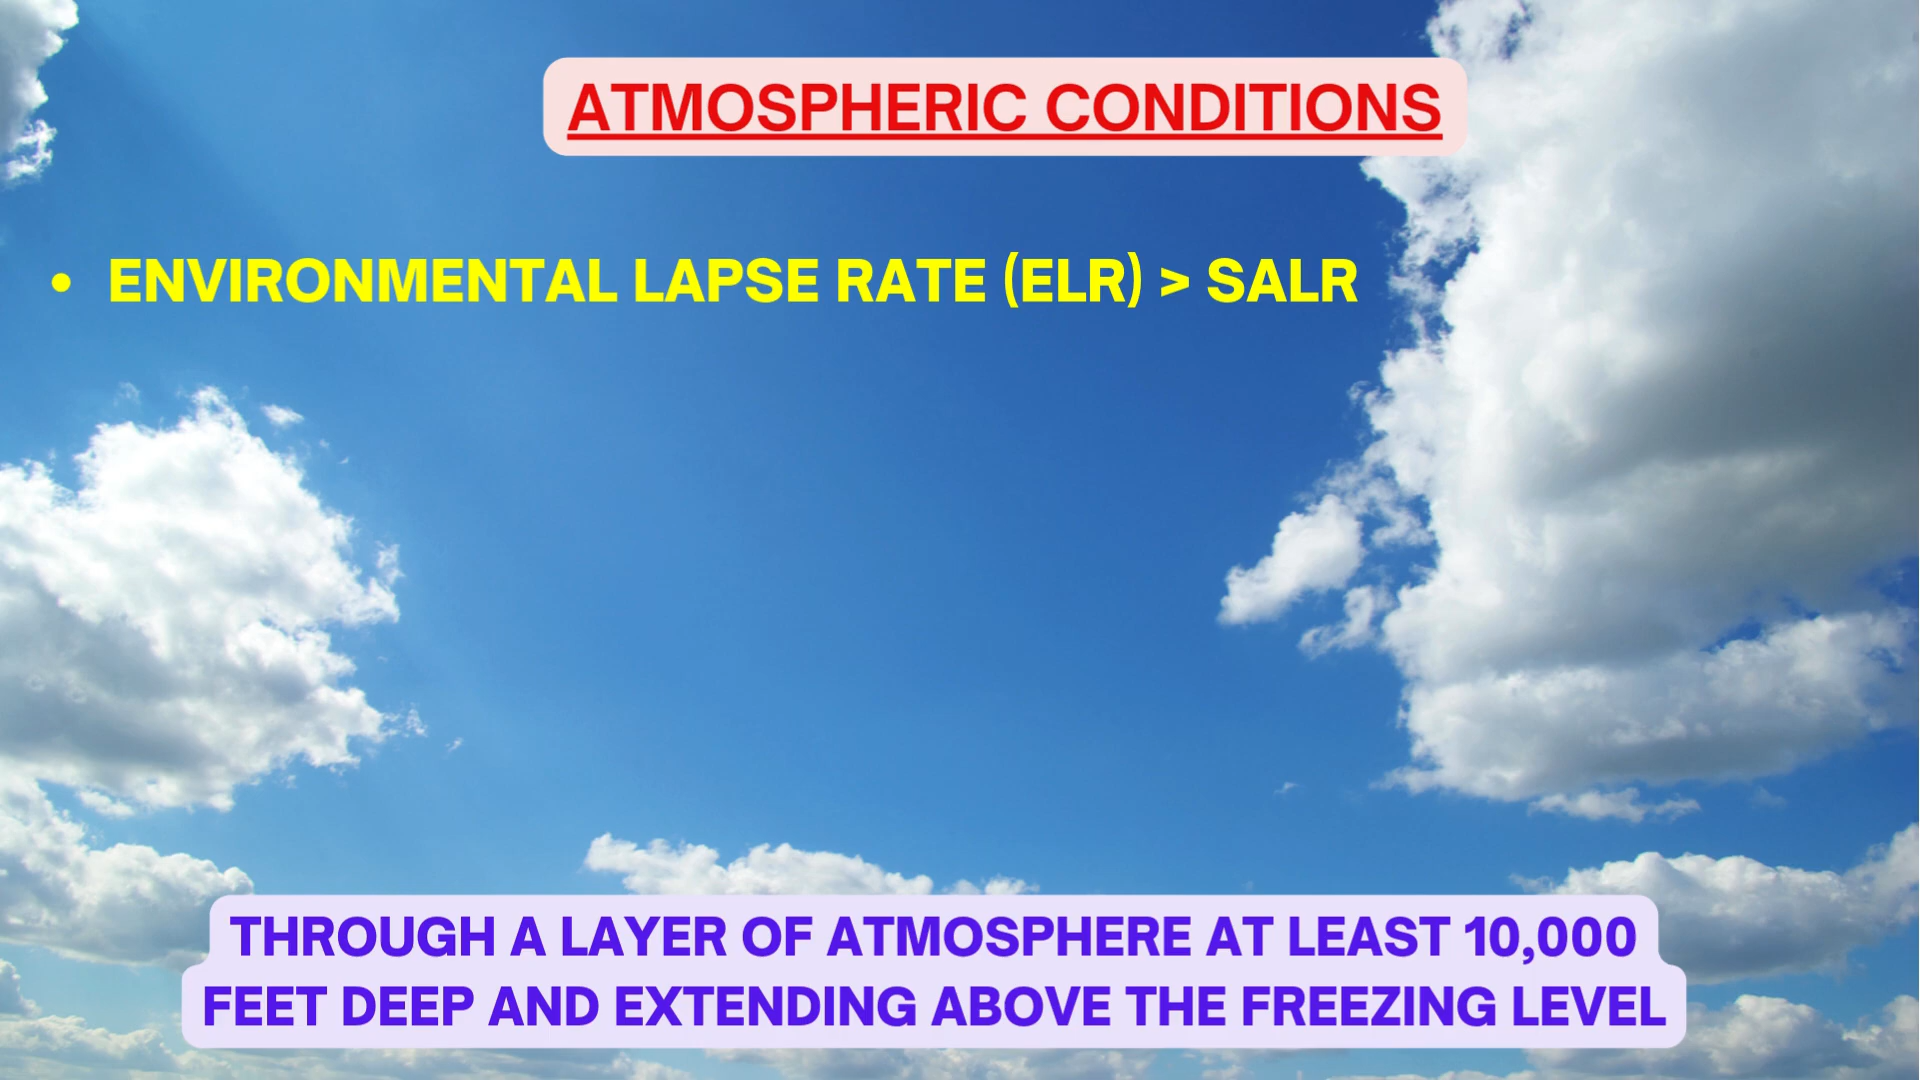 ATMOSPHERIC CONDITIONS
• ENVIRONMENTAL LAPSE RATE (ELR) > SALR
THROUGH A LAYER OF ATMOSPHERE AT LEAST 10,000
FEET DEEP AND EXTENDING ABOVE THE FREEZING LEVEL